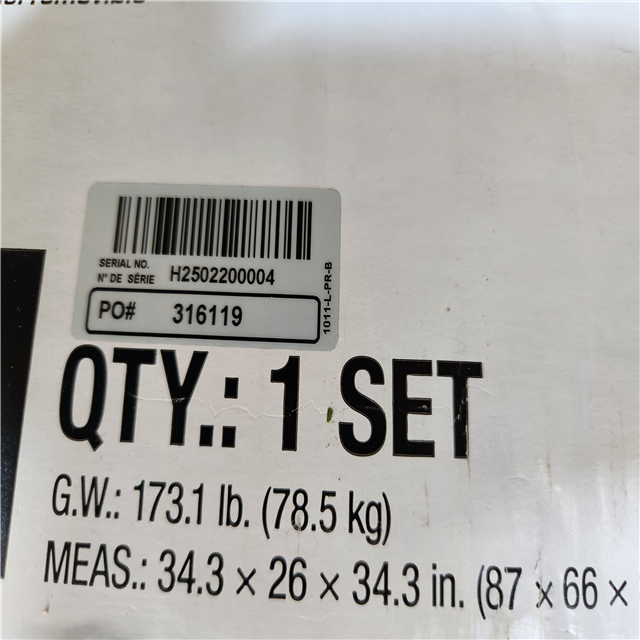 SERIAL NO.
N° DE SÉRIE H2502200004
PO# 316119
1011-L-PR-B
QTY.: 1 SET
G.W.: 173.1 lb. (78.5 kg)
MEAS.: 34.3 × 26 × 34.3 in. (87 × 66 ×